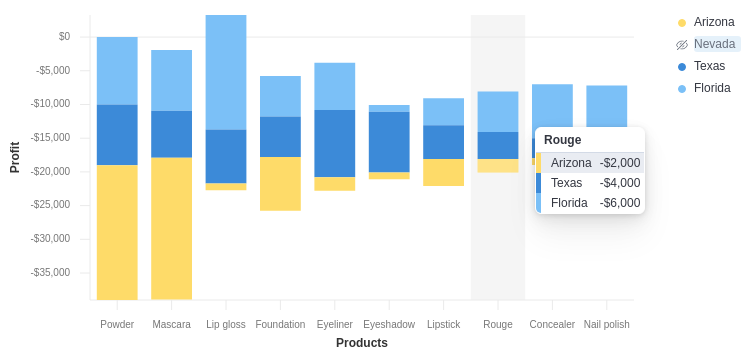 Arizona
Nevada
Texas
Florida
$0
-$5,000
-$10,000
-$15,000
-$20,000
-$25,000
-$30,000
-$35,000
Profit
Rouge
Arizona -$2,000
Texas -$4,000
Florida -$6,000
Powder Mascara Lip gloss Foundation Eyeliner Eyeshadow Lipstick Rouge Concealer Nail polish
Products